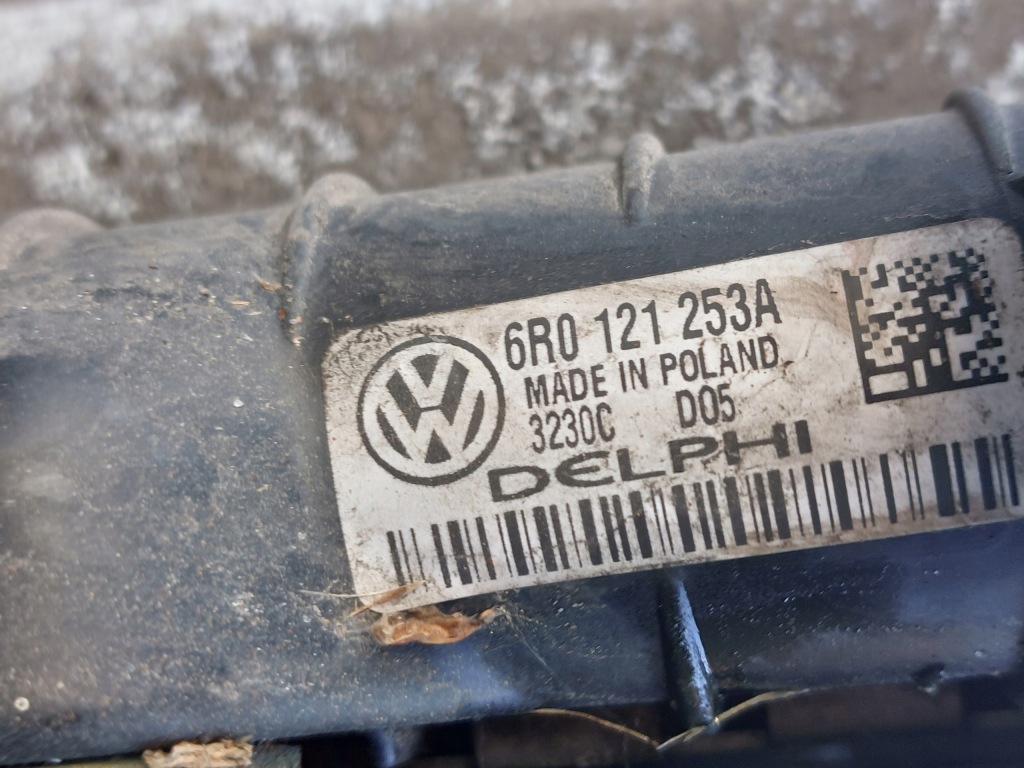 6R0 121 253A
MADE IN POLAND
3230C D05
DELPHI